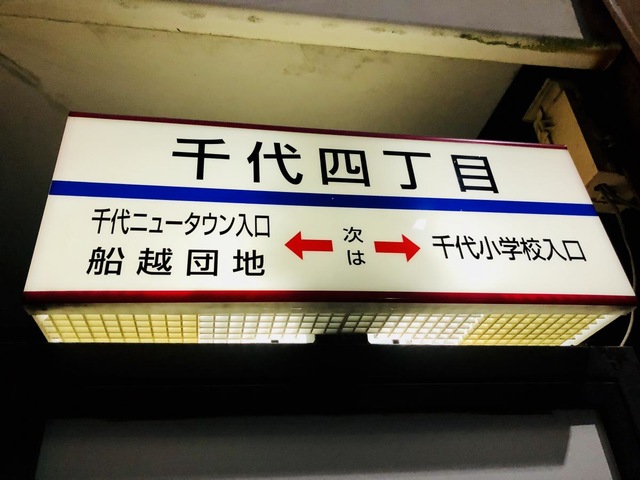 千代四丁目
千代ニュータウン入口
船越団地
次は
千代小学校入口